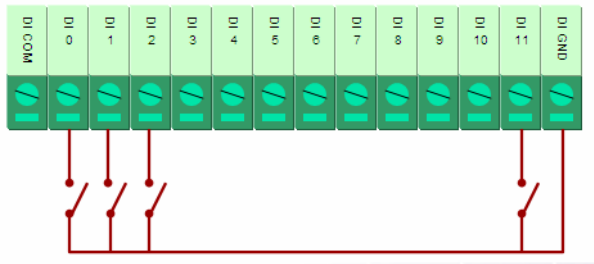 DI COM
DI 0
DI 1
DI 2
DI 3
DI 4
DI 5
DI 6
DI 7
DI 8
DI 9
DI 10
DI 11
DI GND